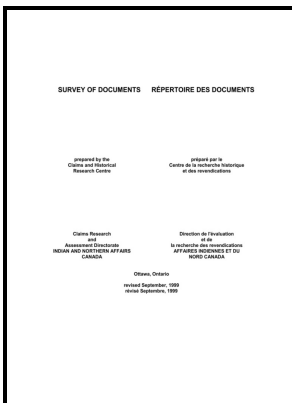 SURVEY OF DOCUMENTS RÉPERTOIRE DES DOCUMENTS
prepared by the
Claims and Historical
Research Centre
préparé par le
Centre de la recherche historique
et des revendications
Claims Research
and
Assessment Directorate
INDIAN AND NORTHERN AFFAIRS
CANADA
Direction de l'évaluation
et de
la recherche des revendications
AFFAIRES INDIENNES ET DU
NORD CANADA
Ottawa, Ontario
revised September, 1999
révisé Septembre, 1999